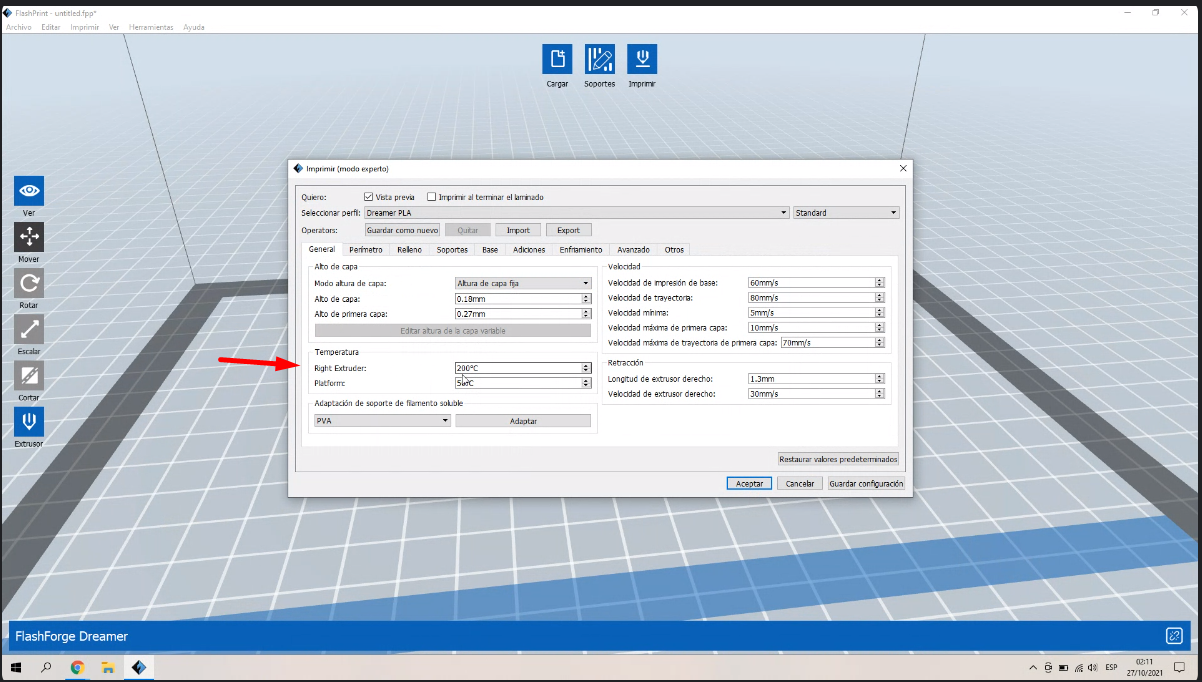 FlashPrint - untitled.fpp*
Archivo Editar Imprimir Ver Herramientas Ayuda
Cargar Soportes Imprimir
Ver
Mover
Rotar
Escalar
Cortar
Extrusor
Imprimir (modo experto)
Quiero: Vista previa Imprimir al terminar el laminado
Seleccionar perfil: Dreamer PLA Standard
Operators: Guardar como nuevo Quitar Import Export
General Perímetro Relleno Soportes Base Adiciones Enfriamiento Avanzado Otros
Alto de capa
Modo altura de capa: Altura de capa fija
Alto de capa: 0.18mm
Alto de primera capa: 0.27mm
Editar altura de la capa variable
Temperatura
Right Extruder: 200°C
Platform:
Adaptación de soporte de filamento soluble
PVA Adaptar
Velocidad
Velocidad de impresión de base: 60mm/s
Velocidad de trayectoria: 80mm/s
Velocidad mínima: 5mm/s
Velocidad máxima de primera capa: 10mm/s
Velocidad máxima de trayectoria de primera capa: 70mm/s
Retracción
Longitud de extrusor derecho: 1.3mm
Velocidad de extrusor derecho: 30mm/s
Restaurar valores predeterminados
Aceptar Cancelar Guardar configuración
FlashForge Dreamer
ESP
02:11
27/10/2021